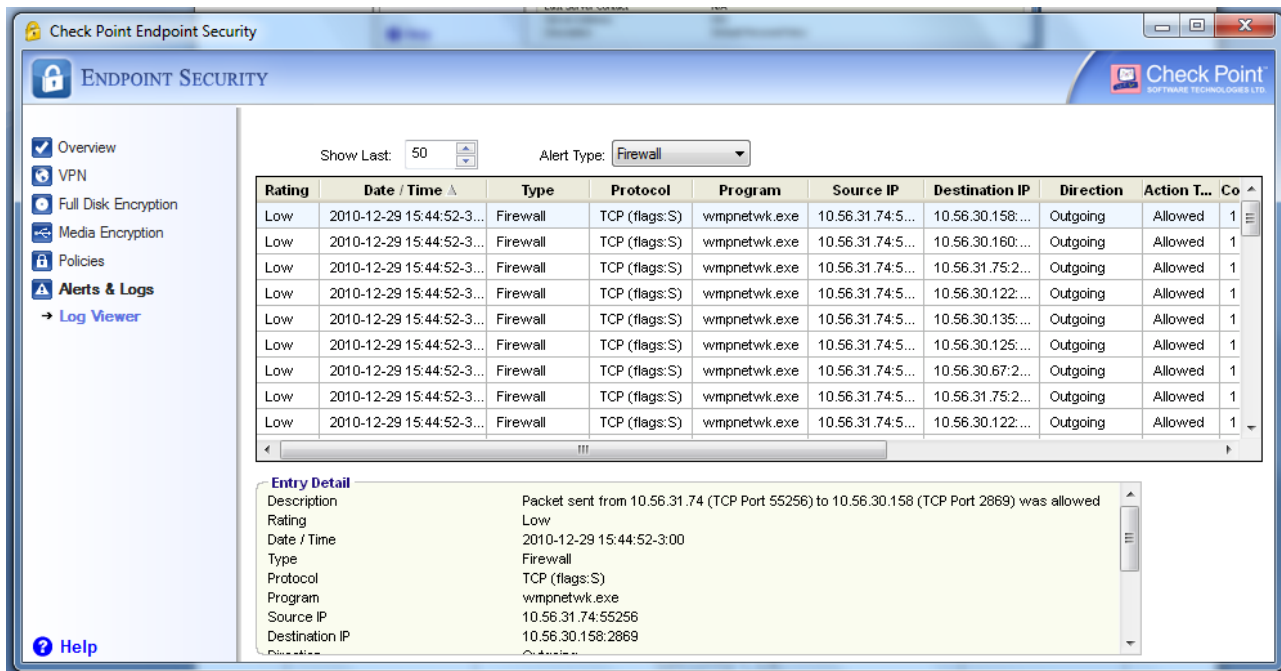 Last Server Contact N/A
Check Point Endpoint Security
ENDPOINT SECURITY
Check Point™
SOFTWARE TECHNOLOGIES LTD.
Overview
VPN
Full Disk Encryption
Media Encryption
Policies
Alerts & Logs
→ Log Viewer
Help
Show Last: 50 Alert Type: Firewall
Rating Date / Time Type Protocol Program Source IP Destination IP Direction Action T... Co
Low 2010-12-29 15:44:52-3... Firewall TCP (flags:S) wmpnetwk.exe 10.56.31.74:5... 10.56.30.158:... Outgoing Allowed 1
Low 2010-12-29 15:44:52-3... Firewall TCP (flags:S) wmpnetwk.exe 10.56.31.74:5... 10.56.30.160:... Outgoing Allowed 1
Low 2010-12-29 15:44:52-3... Firewall TCP (flags:S) wmpnetwk.exe 10.56.31.74:5... 10.56.31.75:2... Outgoing Allowed 1
Low 2010-12-29 15:44:52-3... Firewall TCP (flags:S) wmpnetwk.exe 10.56.31.74:5... 10.56.30.122:... Outgoing Allowed 1
Low 2010-12-29 15:44:52-3... Firewall TCP (flags:S) wmpnetwk.exe 10.56.31.74:5... 10.56.30.135:... Outgoing Allowed 1
Low 2010-12-29 15:44:52-3... Firewall TCP (flags:S) wmpnetwk.exe 10.56.31.74:5... 10.56.30.125:... Outgoing Allowed 1
Low 2010-12-29 15:44:52-3... Firewall TCP (flags:S) wmpnetwk.exe 10.56.31.74:5... 10.56.30.67:2... Outgoing Allowed 1
Low 2010-12-29 15:44:52-3... Firewall TCP (flags:S) wmpnetwk.exe 10.56.31.74:5... 10.56.31.75:2... Outgoing Allowed 1
Low 2010-12-29 15:44:52-3... Firewall TCP (flags:S) wmpnetwk.exe 10.56.31.74:5... 10.56.30.122:... Outgoing Allowed 1
Entry Detail
Description Packet sent from 10.56.31.74 (TCP Port 55256) to 10.56.30.158 (TCP Port 2869) was allowed
Rating Low
Date / Time 2010-12-29 15:44:52-3:00
Type Firewall
Protocol TCP (flags:S)
Program wmpnetwk.exe
Source IP 10.56.31.74:55256
Destination IP 10.56.30.158:2869
Direction Outgoing